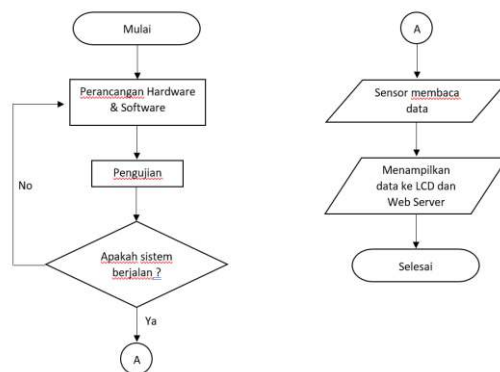 Mulai
Perancangan Hardware
& Software
Pengujian
No
Apakah sistem
berjalan ?
Ya
A
A
Sensor membaca
data
Menampilkan
data ke LCD dan
Web Server
Selesai